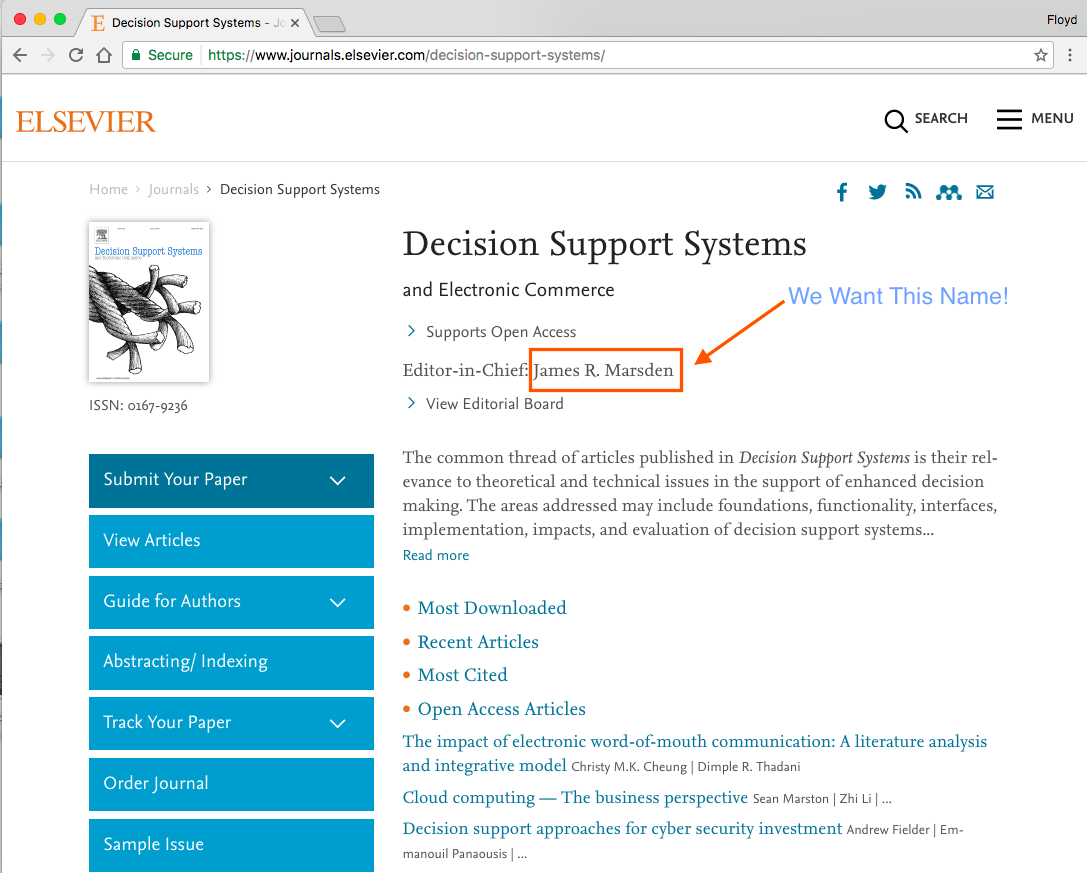 Decision Support Systems - Jo
Floyd
Secure
https://www.journals.elsevier.com/decision-support-systems/
ELSEVIER
SEARCH
MENU
Home › Journals › Decision Support Systems
Decision Support Systems
and Electronic Commerce
Decision Support Systems
and Electronic Commerce
We Want This Name!
Supports Open Access
Editor-in-Chief: James R. Marsden
View Editorial Board
ISSN: 0167-9236
The common thread of articles published in Decision Support Systems is their rel-
evance to theoretical and technical issues in the support of enhanced decision
making. The areas addressed may include foundations, functionality, interfaces,
implementation, impacts, and evaluation of decision support systems...
Read more
Submit Your Paper
View Articles
Guide for Authors
Abstracting/ Indexing
Track Your Paper
Order Journal
Sample Issue
• Most Downloaded
• Recent Articles
• Most Cited
• Open Access Articles
The impact of electronic word-of-mouth communication: A literature analysis
and integrative model Christy M.K. Cheung | Dimple R. Thadani
Cloud computing — The business perspective Sean Marston | Zhi Li | ...
Decision support approaches for cyber security investment Andrew Fielder | Em-
manouil Panaousis | ...